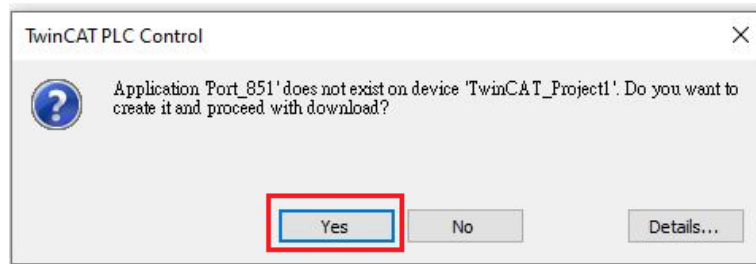 TwinCAT PLC Control
Application 'Port_851' does not exist on device 'TwinCAT_Project1'. Do you want to
create it and proceed with download?
Yes No Details...